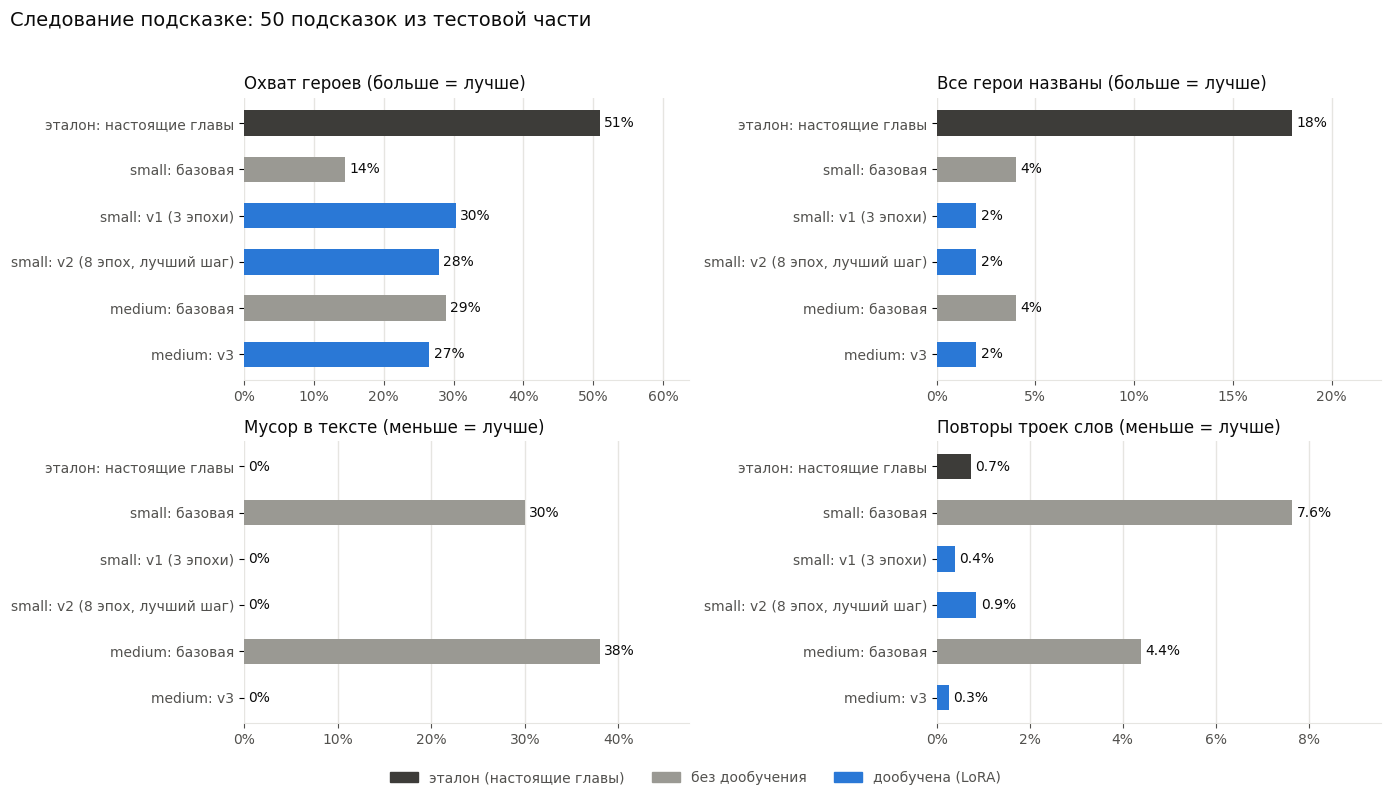 Следование подсказке: 50 подсказок из тестовой части
Охват героев (больше = лучше)
эталон: настоящие главы 51%
small: базовая 14%
small: v1 (3 эпохи) 30%
small: v2 (8 эпох, лучший шаг) 28%
medium: базовая 29%
medium: v3 27%
0% 10% 20% 30% 40% 50% 60%
Все герои названы (больше = лучше)
эталон: настоящие главы 18%
small: базовая 4%
small: v1 (3 эпохи) 2%
small: v2 (8 эпох, лучший шаг) 2%
medium: базовая 4%
medium: v3 2%
0% 5% 10% 15% 20%
Мусор в тексте (меньше = лучше)
эталон: настоящие главы 0%
small: базовая 30%
small: v1 (3 эпохи) 0%
small: v2 (8 эпох, лучший шаг) 0%
medium: базовая 38%
medium: v3 0%
0% 10% 20% 30% 40%
Повторы троек слов (меньше = лучше)
эталон: настоящие главы 0.7%
small: базовая 7.6%
small: v1 (3 эпохи) 0.4%
small: v2 (8 эпох, лучший шаг) 0.9%
medium: базовая 4.4%
medium: v3 0.3%
0% 2% 4% 6% 8%
эталон (настоящие главы) без дообучения дообучена (LoRA)